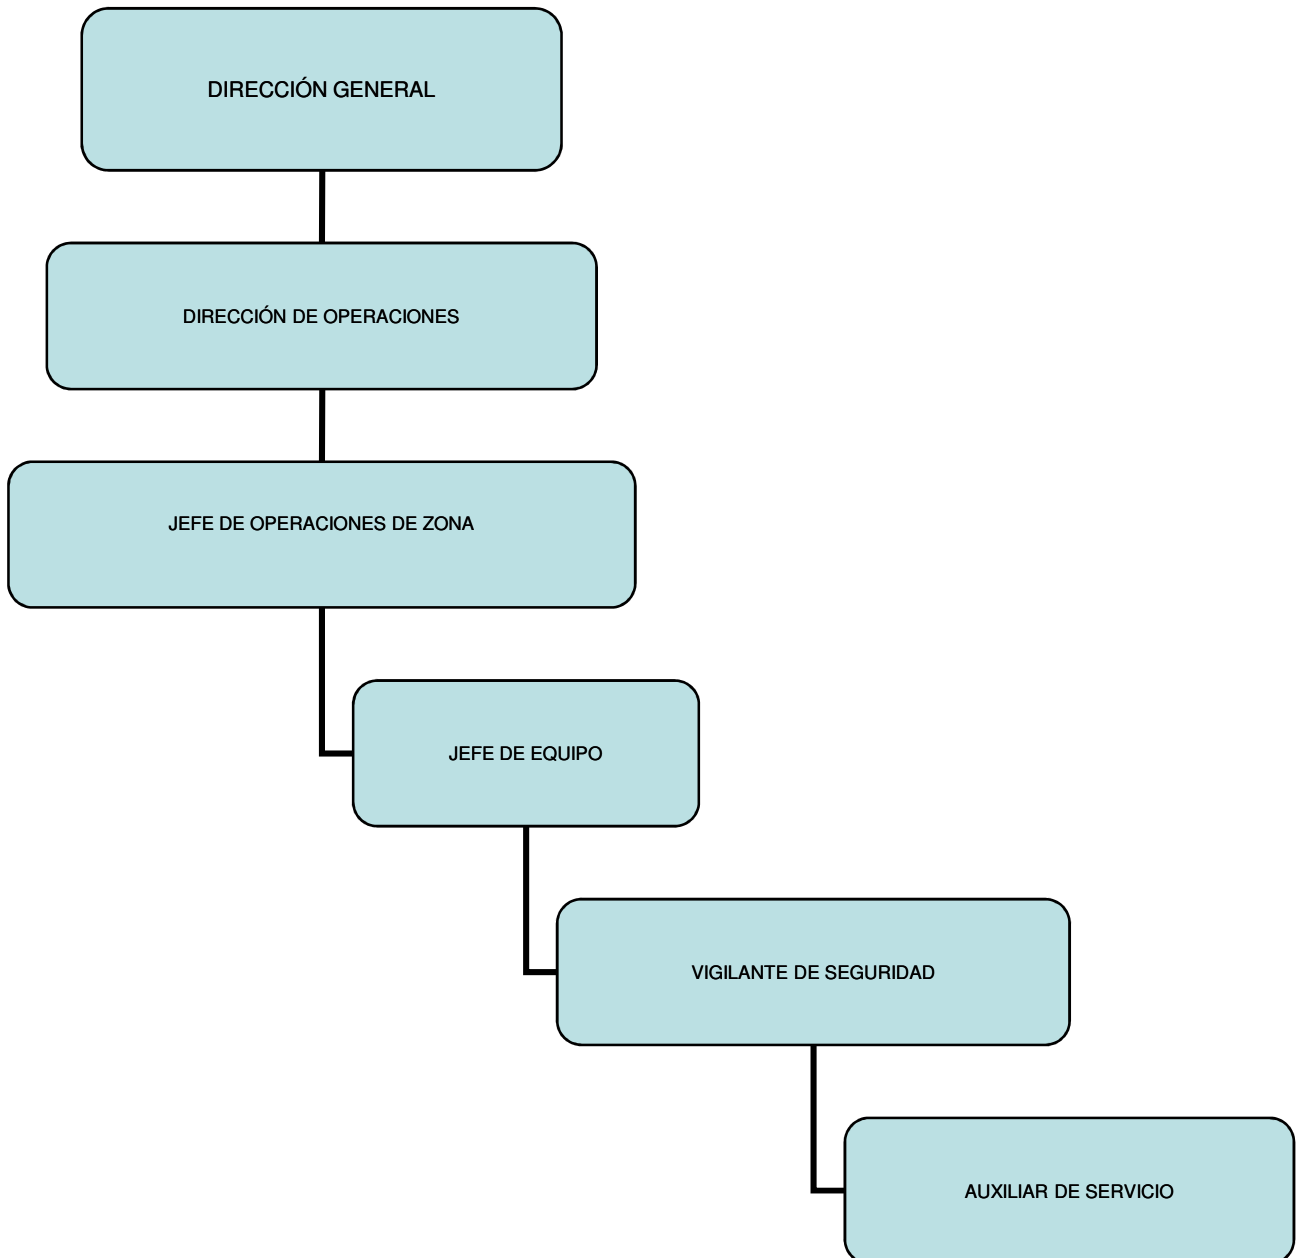 DIRECCIÓN GENERAL
DIRECCIÓN DE OPERACIONES
JEFE DE OPERACIONES DE ZONA
JEFE DE EQUIPO
VIGILANTE DE SEGURIDAD
AUXILIAR DE SERVICIO